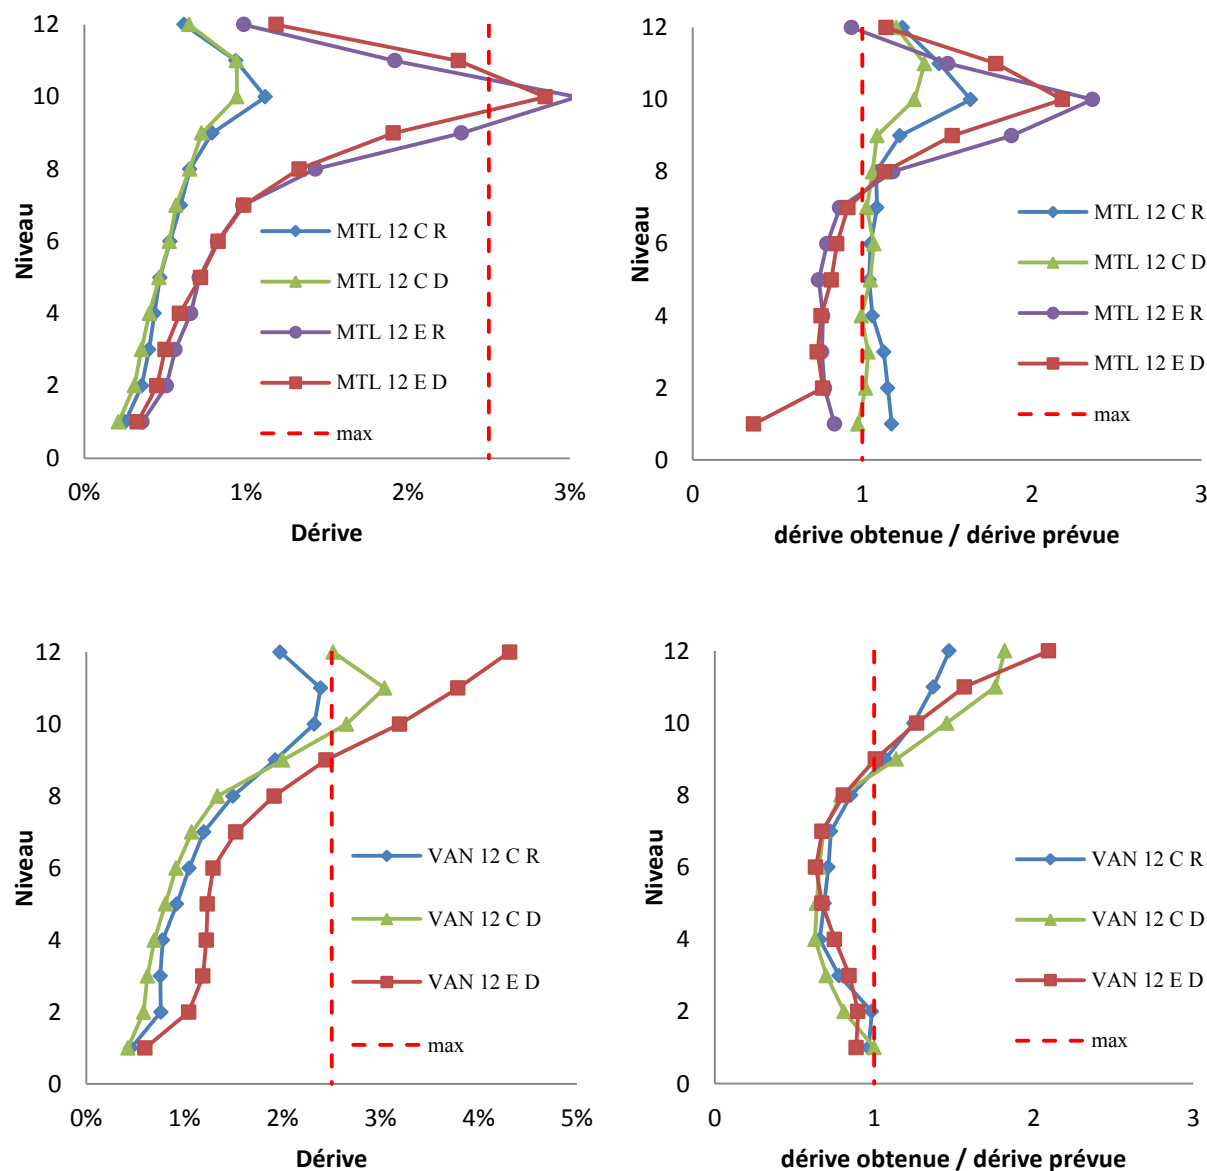 12
10
8
6
4
2
0
Niveau
MTL 12 C R
MTL 12 C D
MTL 12 E R
MTL 12 E D
max
0% 1% 2% 3%
Dérive
12
10
8
6
4
2
0
Niveau
MTL 12 C R
MTL 12 C D
MTL 12 E R
MTL 12 E D
max
0 1 2 3
dérive obtenue / dérive prévue
12
10
8
6
4
2
0
Niveau
VAN 12 C R
VAN 12 C D
VAN 12 E D
max
0% 1% 2% 3% 4% 5%
Dérive
12
10
8
6
4
2
0
Niveau
VAN 12 C R
VAN 12 C D
VAN 12 E D
max
0 1 2 3
dérive obtenue / dérive prévue